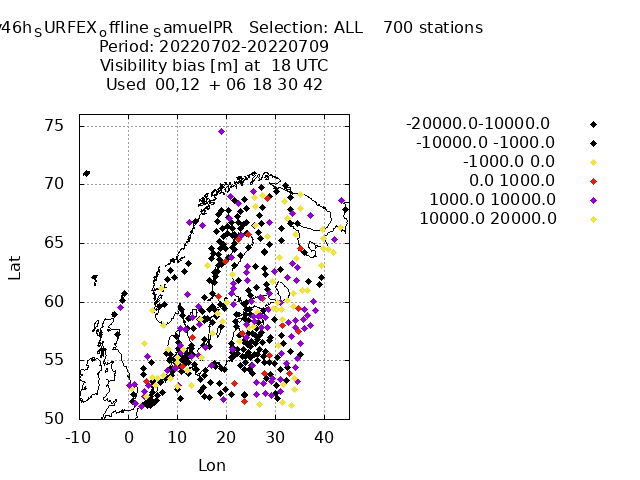 46h SURFEX offline SamuelPR Selection: ALL 700 stations
Period: 20220702-20220709
Visibility bias [m] at 18 UTC
Used 00,12 + 06 18 30 42
-20000.0-10000.0
-10000.0 -1000.0
-1000.0 0.0
0.0 1000.0
1000.0 10000.0
10000.0 20000.0
75
70
65
60
55
50
-10 0 10 20 30 40
Lat
Lon